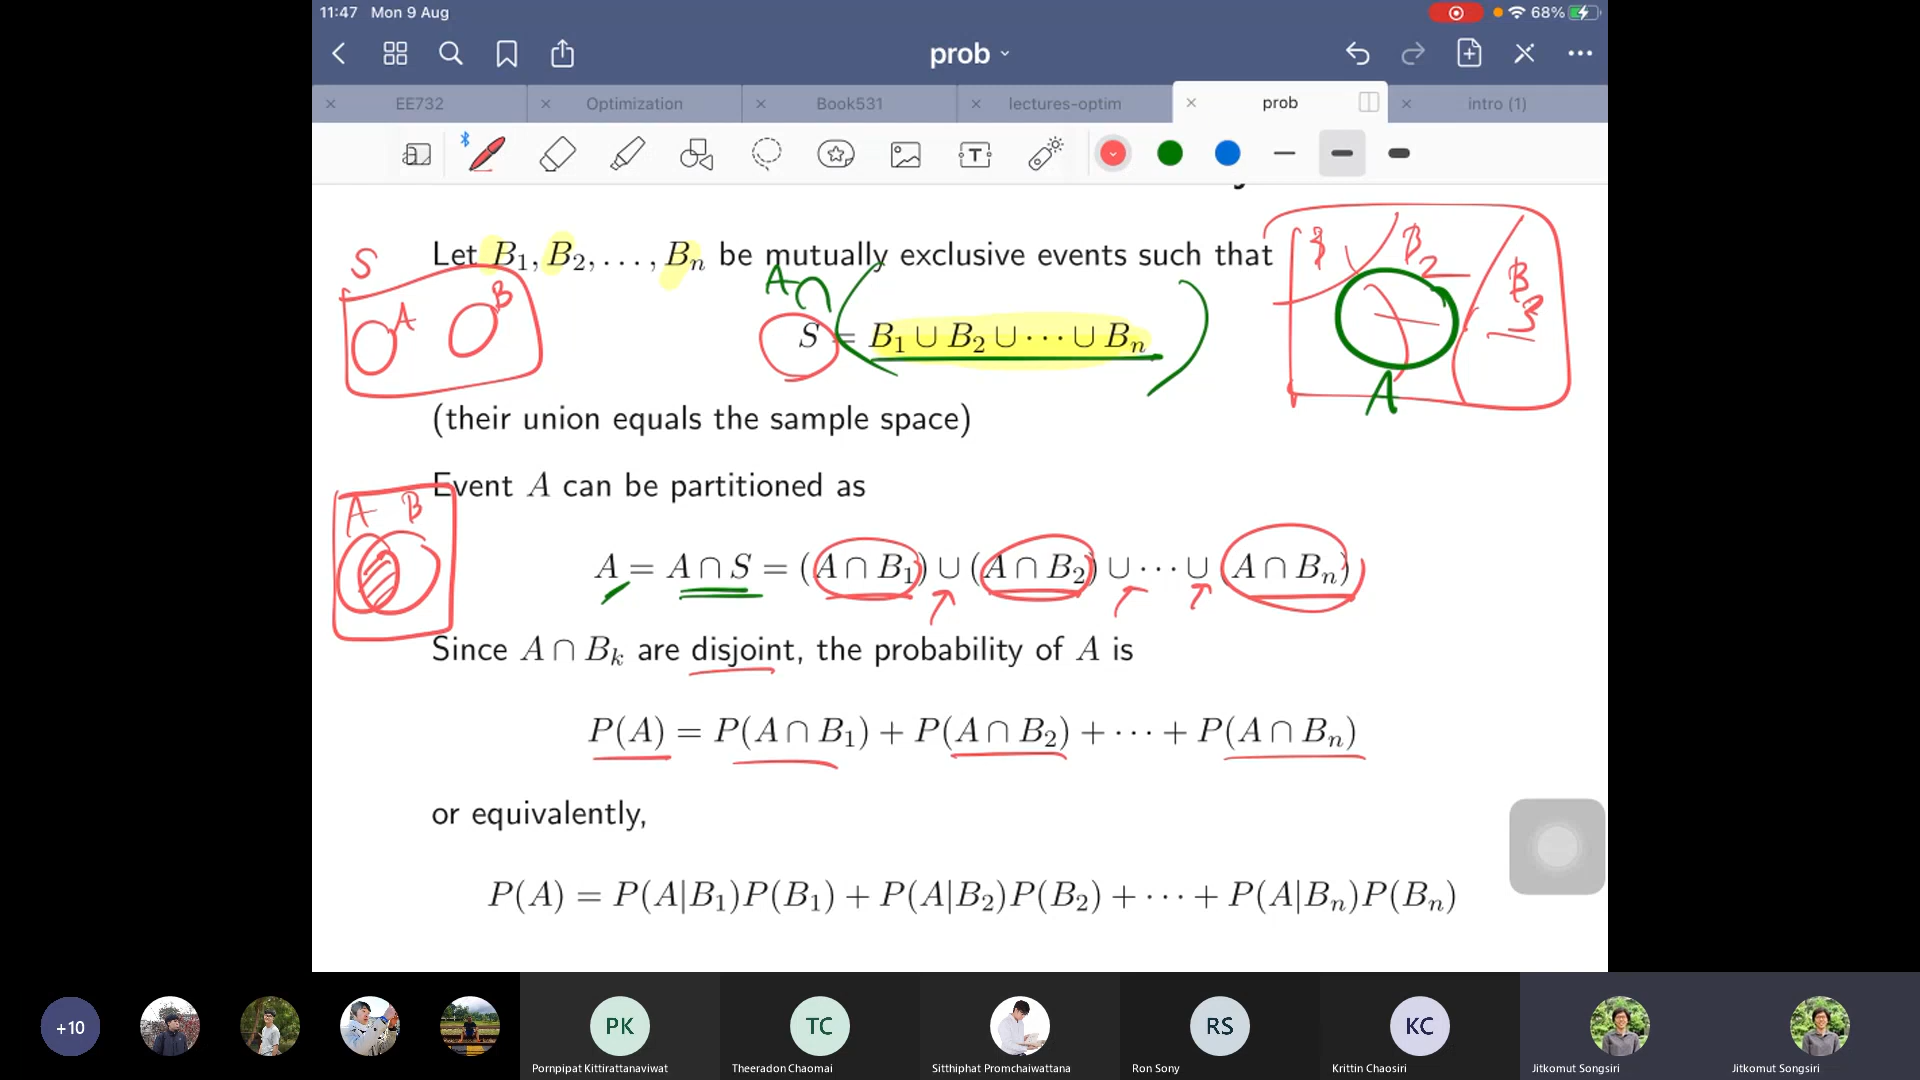 11:47 Mon 9 Aug 68%
prob
EE732 Optimization Book531 lectures-optim prob intro (1)
Let B₁, B₂, . . . , Bₙ be mutually exclusive events such that
S
A B
A∩
S = B₁ ∪ B₂ ∪ · · · ∪ Bₙ
B₂ B₃
A
(their union equals the sample space)
Event A can be partitioned as
A B
A = A ∩ S = (A ∩ B₁) ∪ (A ∩ B₂) ∪ · · · ∪ (A ∩ Bₙ)
Since A ∩ Bₖ are disjoint, the probability of A is
P(A) = P(A ∩ B₁) + P(A ∩ B₂) + · · · + P(A ∩ Bₙ)
or equivalently,
P(A) = P(A|B₁)P(B₁) + P(A|B₂)P(B₂) + · · · + P(A|Bₙ)P(Bₙ)
+10 PK TC RS KC
Pornpipat Kittirattanaviwat Theeradon Chaomai Sitthiphat Promchaiwattana Ron Sony Krittin Chaosiri Jitkomut Songsiri Jitkomut Songsiri